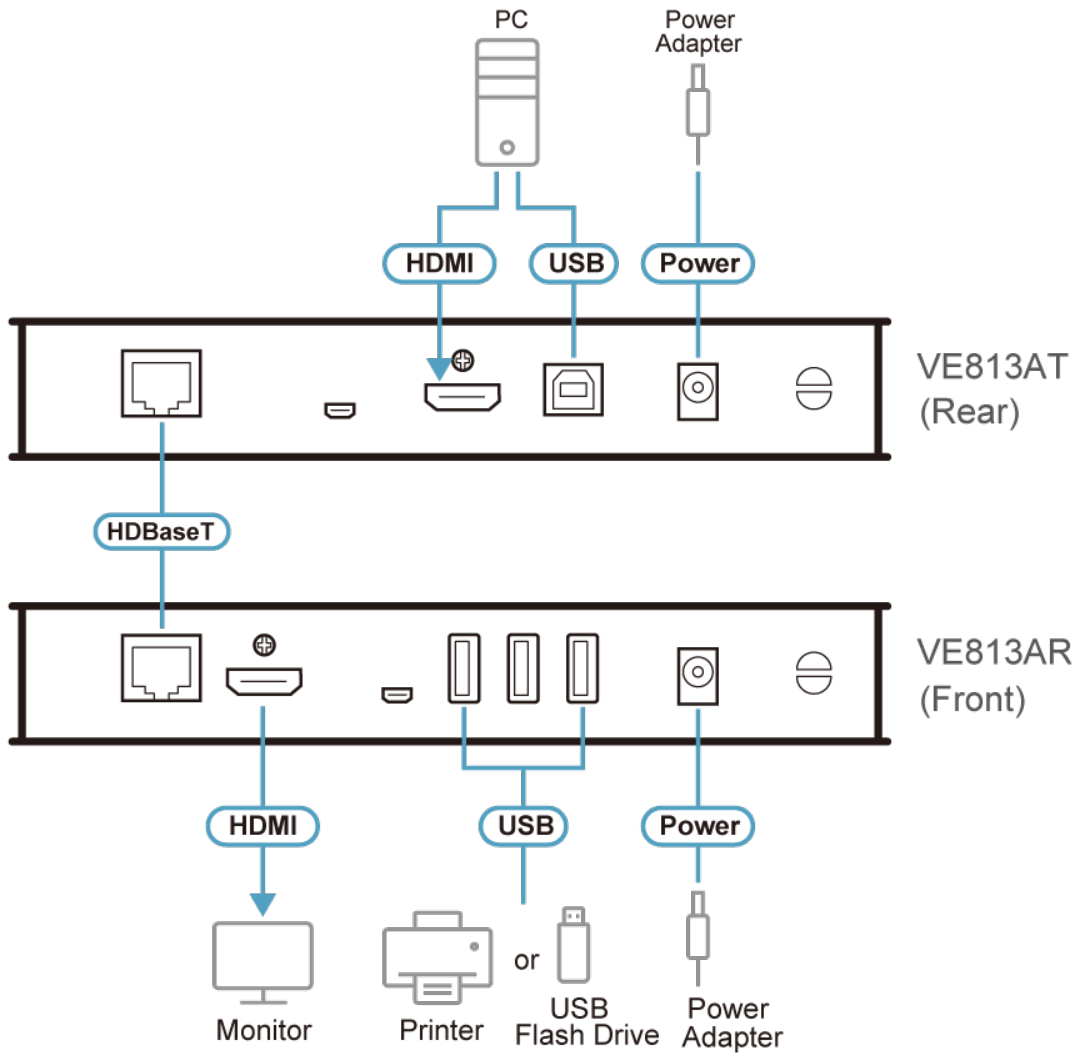 PC
Power
Adapter
HDMI
USB
Power
VE813AT
(Rear)
HDBaseT
VE813AR
(Front)
HDMI
USB
Power
Monitor
Printer
or
USB
Flash Drive
Power
Adapter